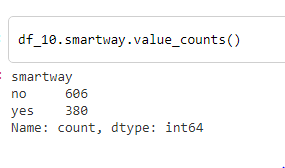 df_10.smartway.value_counts()
smartway
no     606
yes    380
Name: count, dtype: int64